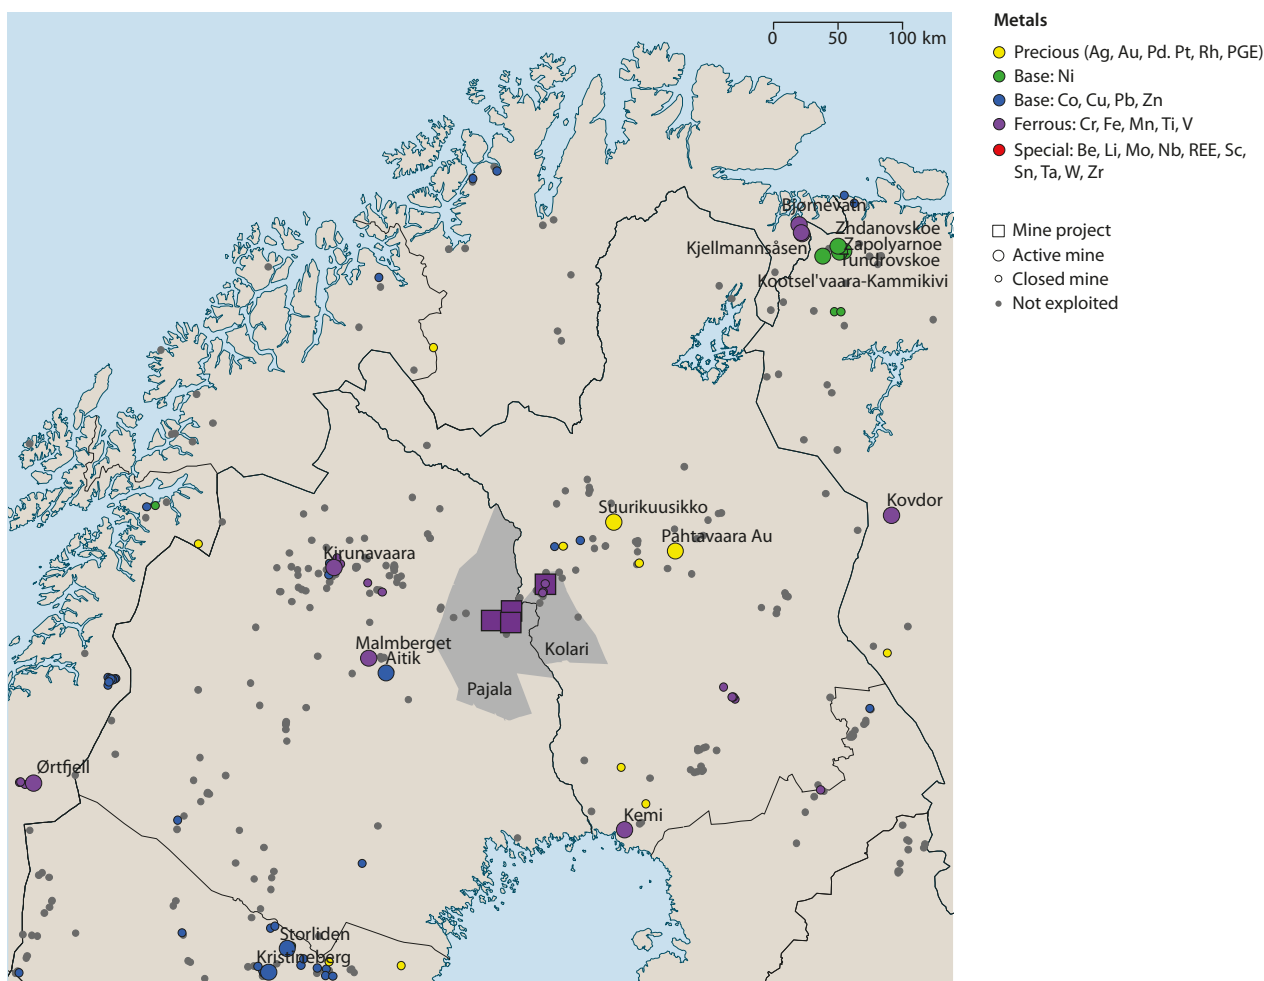 0 50 100 km
Metals
Precious (Ag, Au, Pd. Pt, Rh, PGE)
Base: Ni
Base: Co, Cu, Pb, Zn
Ferrous: Cr, Fe, Mn, Ti, V
Special: Be, Li, Mo, Nb, REE, Sc,
Sn, Ta, W, Zr
Mine project
Active mine
Closed mine
Not exploited
Bjørnevatn
Zhdanovskoe
Kjellmannsåsen
Zapolyarnoe
Tundrovskoe
Kootsel'vaara-Kammikivi
Suurikuusikko
Kovdor
Pahtavaara Au
Kirunavaara
Malmberget
Aitik
Kolari
Pajala
Ørtfjell
Kemi
Storliden
Kristineberg